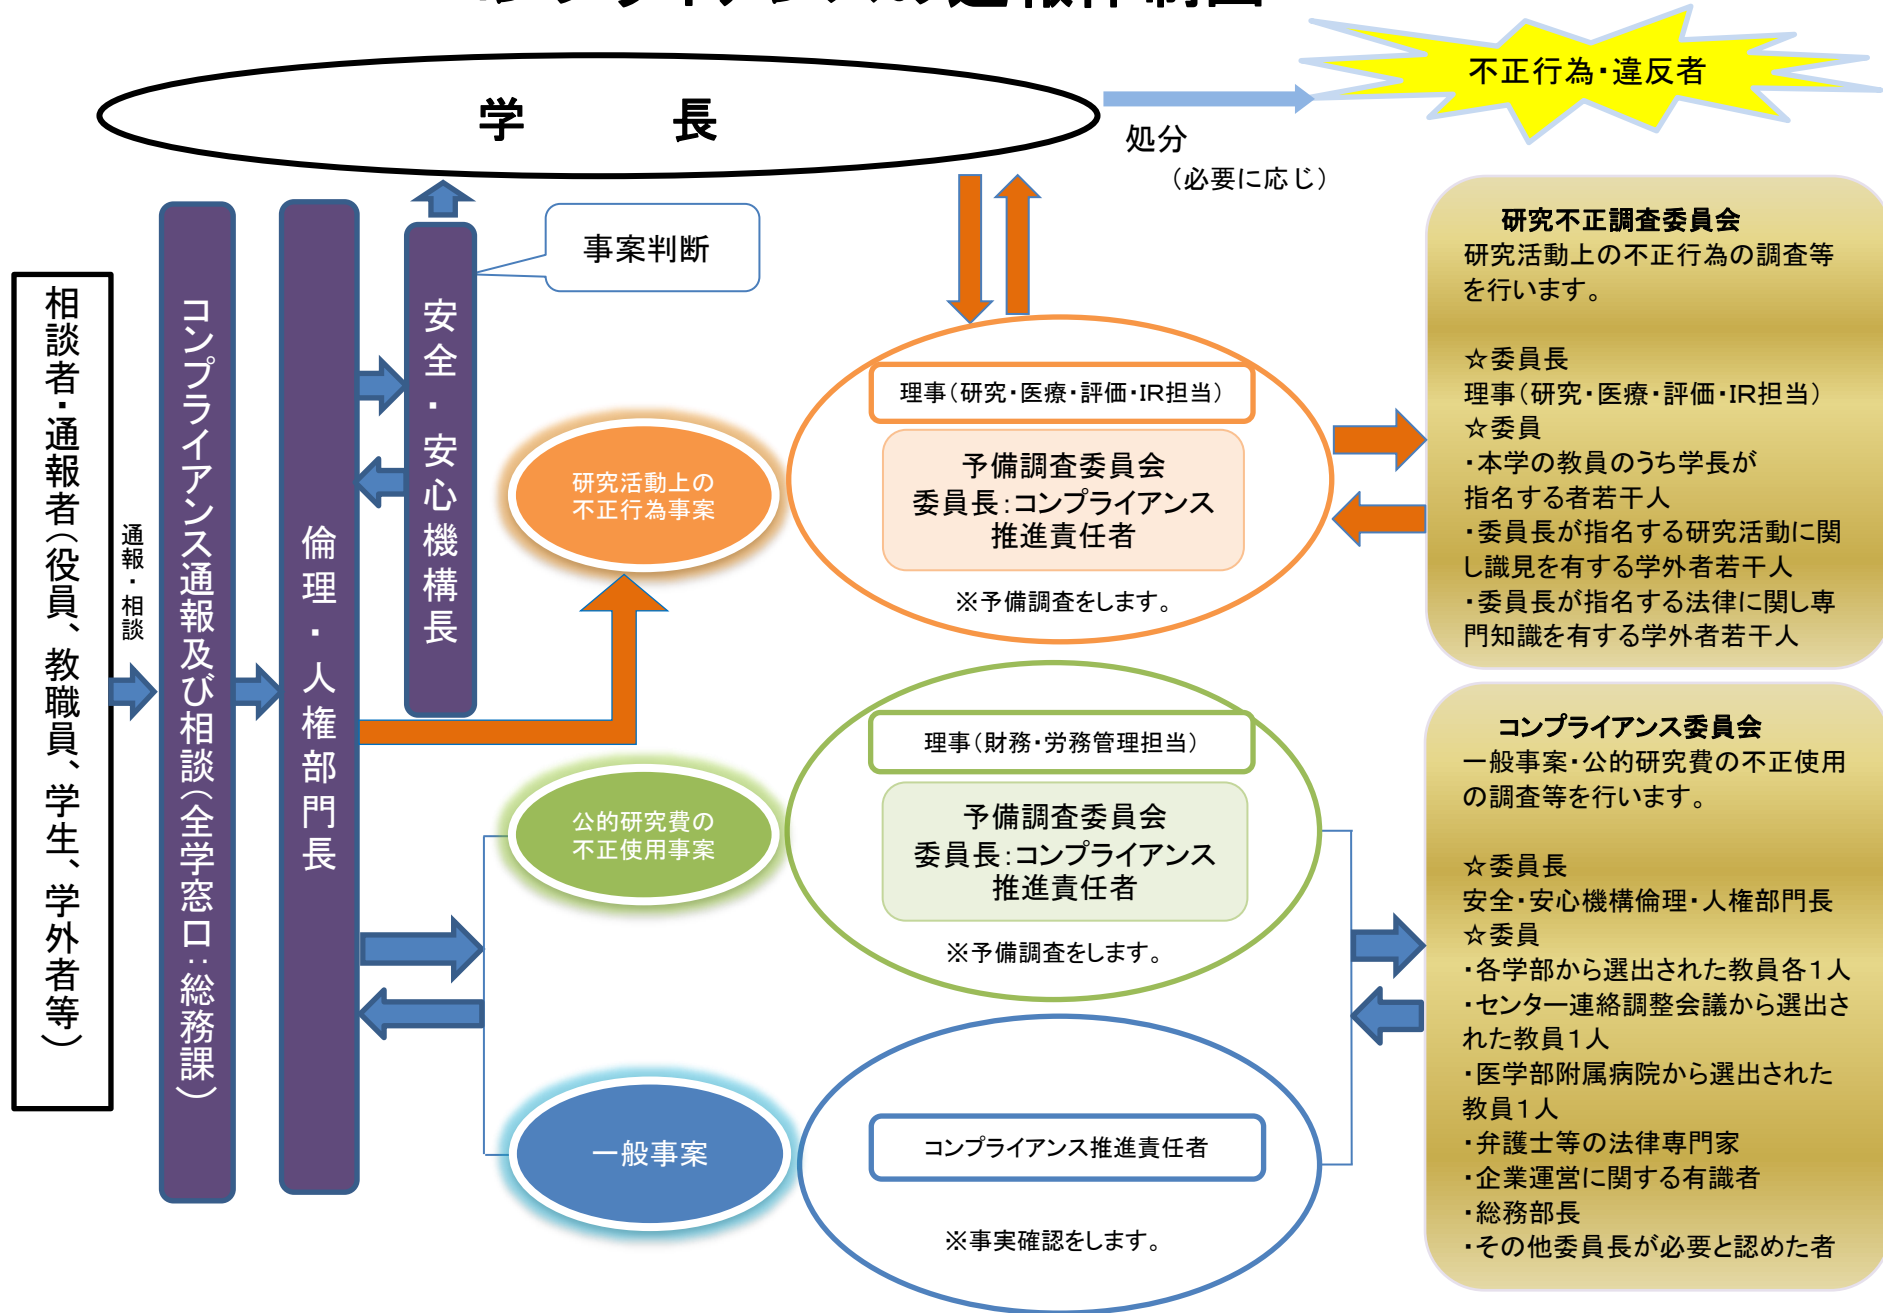 学　　長
不正行為・違反者
処分
（必要に応じ）
事案判断
相談者・通報者（役員、教職員、学生、学外者等）
通報・相談
コンプライアンス通報及び相談（全学窓口：総務課）
倫理・人権部門長
安全・安心機構長
研究活動上の
不正行為事案
理事（研究・医療・評価・IR担当）
予備調査委員会
委員長：コンプライアンス
推進責任者
※予備調査をします。
公的研究費の
不正使用事案
理事（財務・労務管理担当）
予備調査委員会
委員長：コンプライアンス
推進責任者
※予備調査をします。
一般事案
コンプライアンス推進責任者
※事実確認をします。
研究不正調査委員会
研究活動上の不正行為の調査等
を行います。
☆委員長
理事（研究・医療・評価・IR担当）
☆委員
・本学の教員のうち学長が
指名する者若干人
・委員長が指名する研究活動に関
し識見を有する学外者若干人
・委員長が指名する法律に関し専
門知識を有する学外者若干人
コンプライアンス委員会
一般事案・公的研究費の不正使用
の調査等を行います。
☆委員長
安全・安心機構倫理・人権部門長
☆委員
・各学部から選出された教員各１人
・センター連絡調整会議から選出さ
れた教員１人
・医学部附属病院から選出された
教員１人
・弁護士等の法律専門家
・企業運営に関する有識者
・総務部長
・その他委員長が必要と認めた者